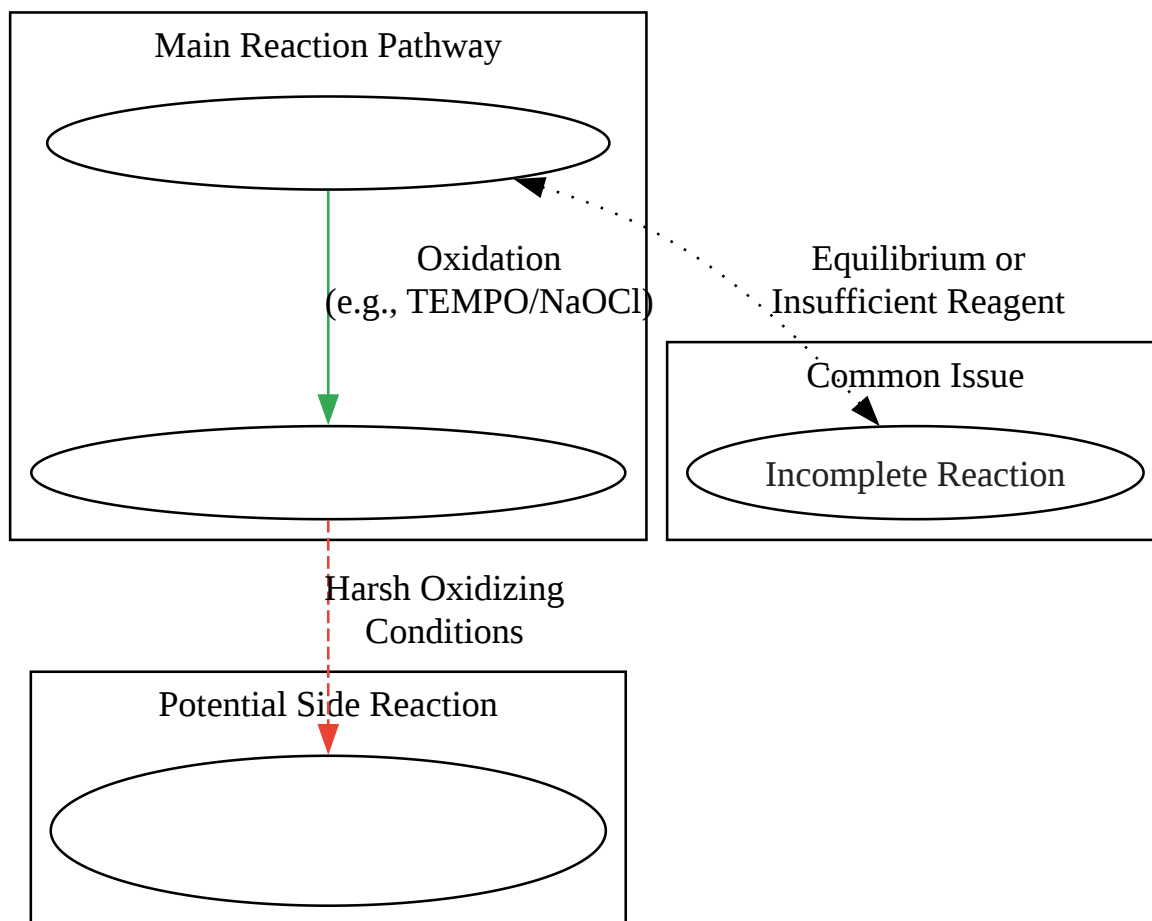 Main Reaction Pathway
Oxidation
(e.g., TEMPO/NaOCl)
Equilibrium or
Insufficient Reagent
Common Issue
Incomplete Reaction
Harsh Oxidizing
Conditions
Potential Side Reaction